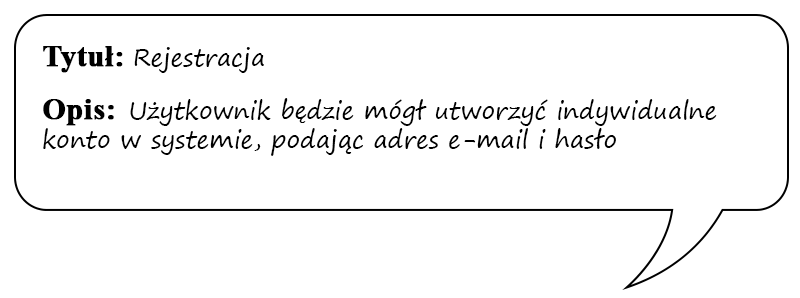 Tytuł: Rejestracja
Opis: Użytkownik będzie mógł utworzyć indywidualne
konto w systemie, podając adres e-mail i hasło